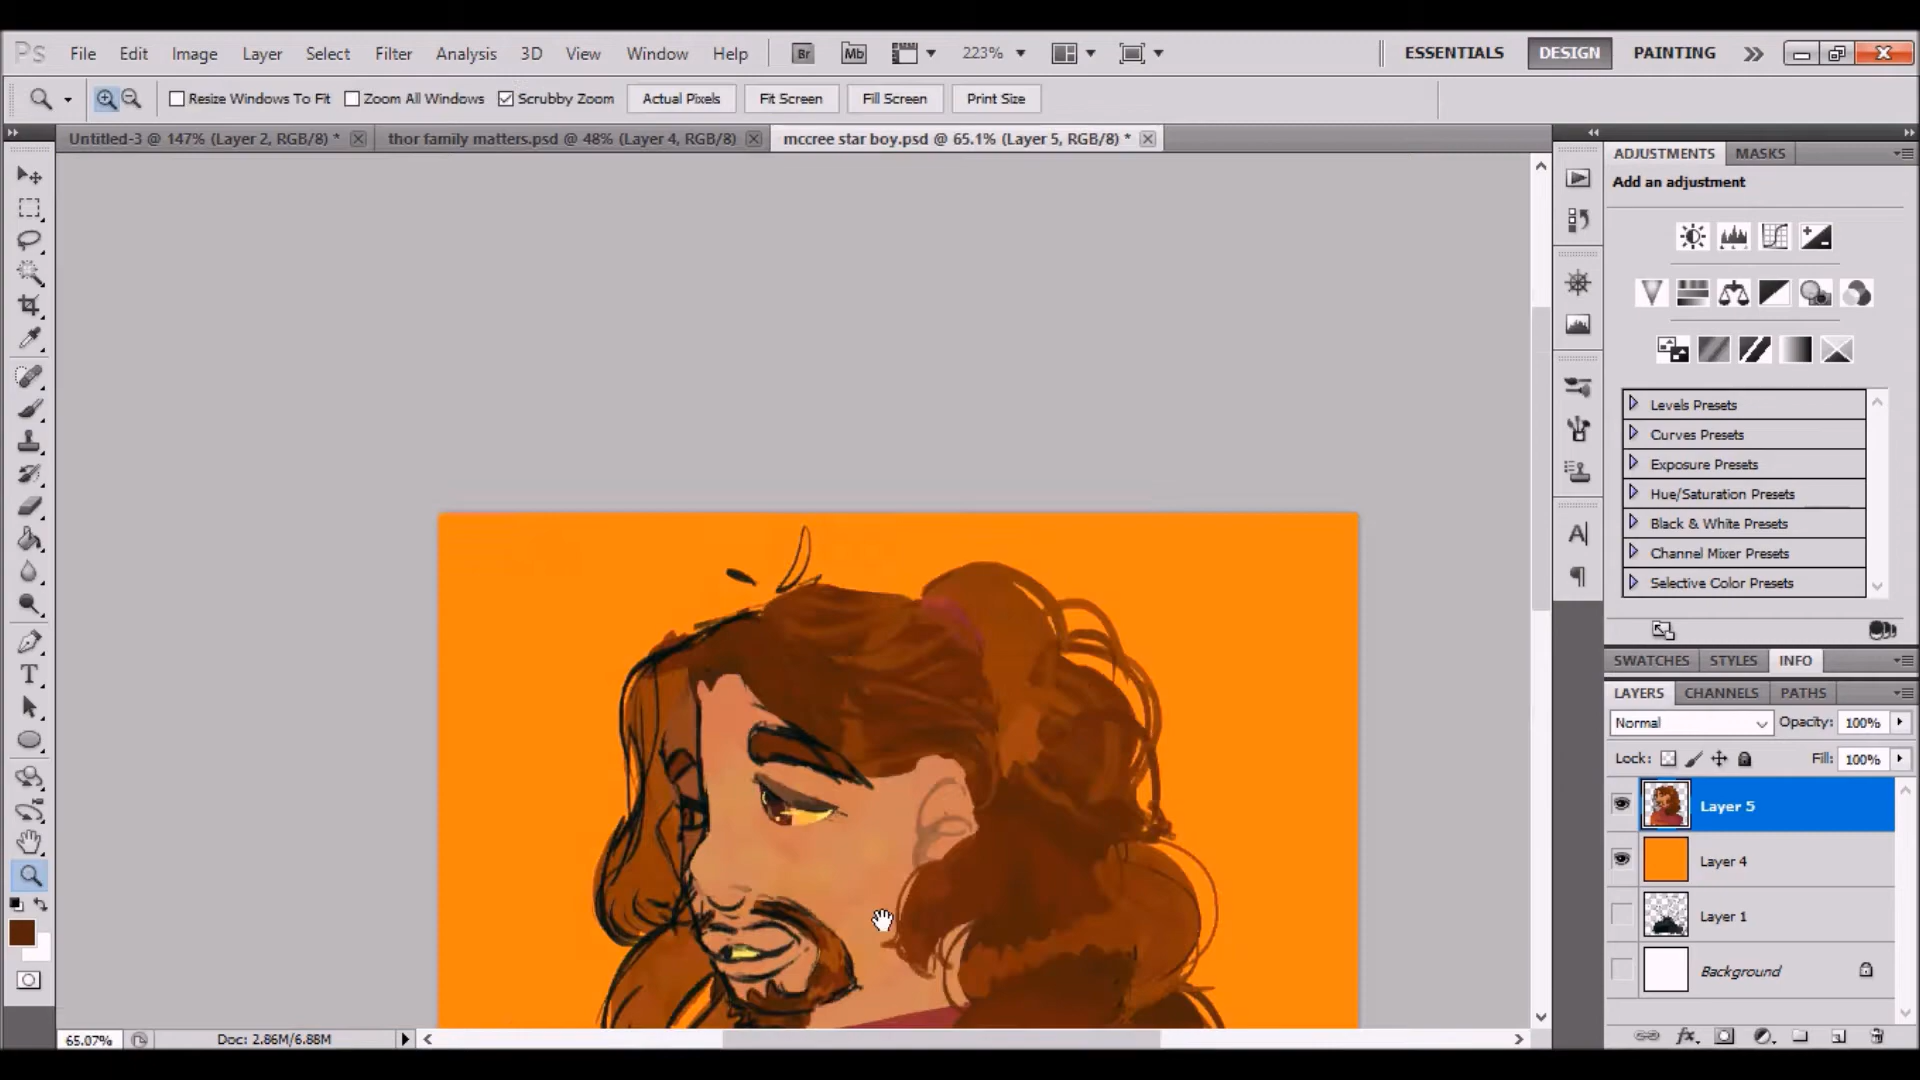 Ps File Edit Image Layer Select Filter Analysis 3D View Window Help Br Mb 223% ESSENTIALS DESIGN PAINTING
Resize Windows To Fit Zoom All Windows Scrubby Zoom Actual Pixels Fit Screen Fill Screen Print Size
Untitled-3 @ 147% (Layer 2, RGB/8) * thor family matters.psd @ 48% (Layer 4, RGB/8) mccree star boy.psd @ 65.1% (Layer 5, RGB/8) *
ADJUSTMENTS MASKS
Add an adjustment
Levels Presets
Curves Presets
Exposure Presets
Hue/Saturation Presets
Black & White Presets
Channel Mixer Presets
Selective Color Presets
SWATCHES STYLES INFO
LAYERS CHANNELS PATHS
Normal Opacity: 100%
Lock: Fill: 100%
Layer 5
Layer 4
Layer 1
Background
65.07% Doc: 2.86M/6.88M